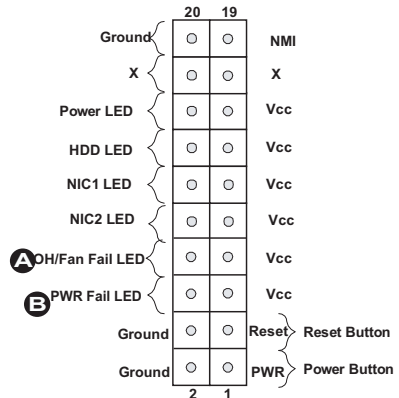 20 19
Ground NMI
X X
Power LED Vcc
HDD LED Vcc
NIC1 LED Vcc
NIC2 LED Vcc
A OH/Fan Fail LED Vcc
B PWR Fail LED Vcc
Ground Reset Reset Button
Ground PWR Power Button
2 1